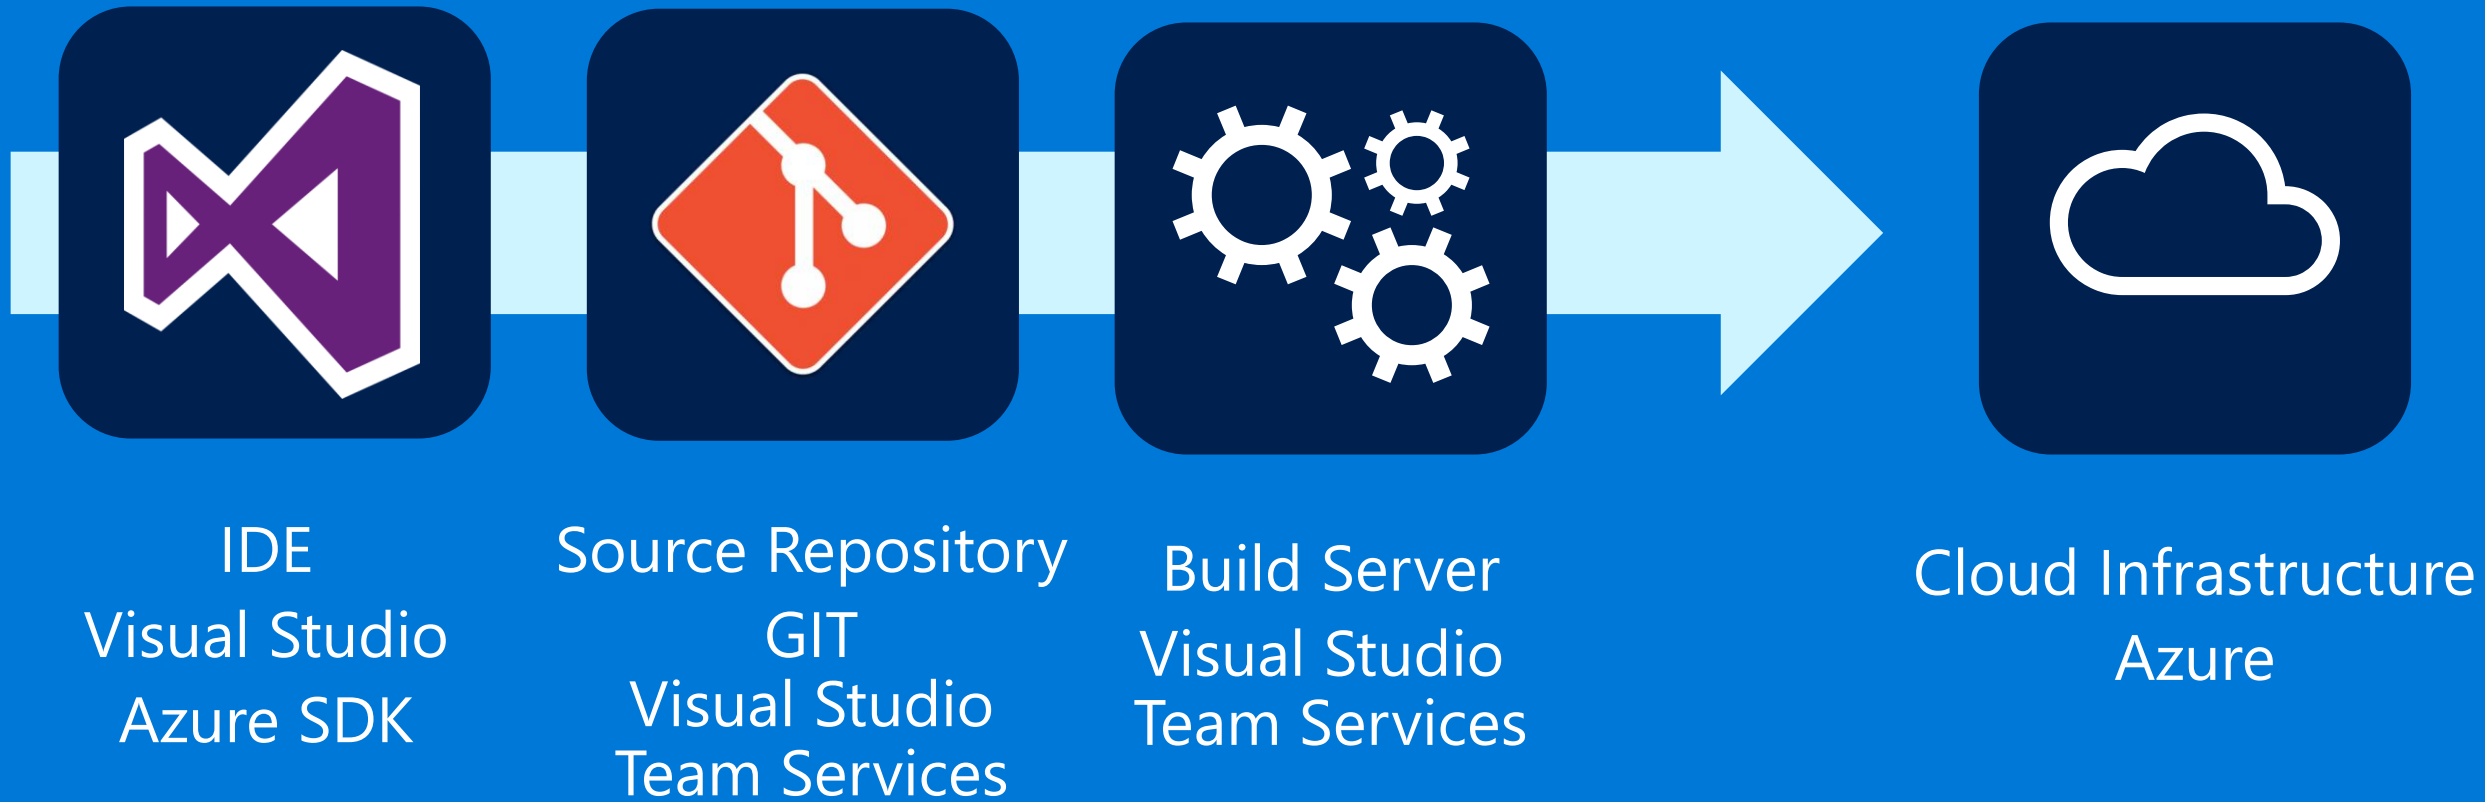 IDE
Visual Studio
Azure SDK
Source Repository
GIT
Visual Studio
Team Services
Build Server
Visual Studio
Team Services
Cloud Infrastructure
Azure